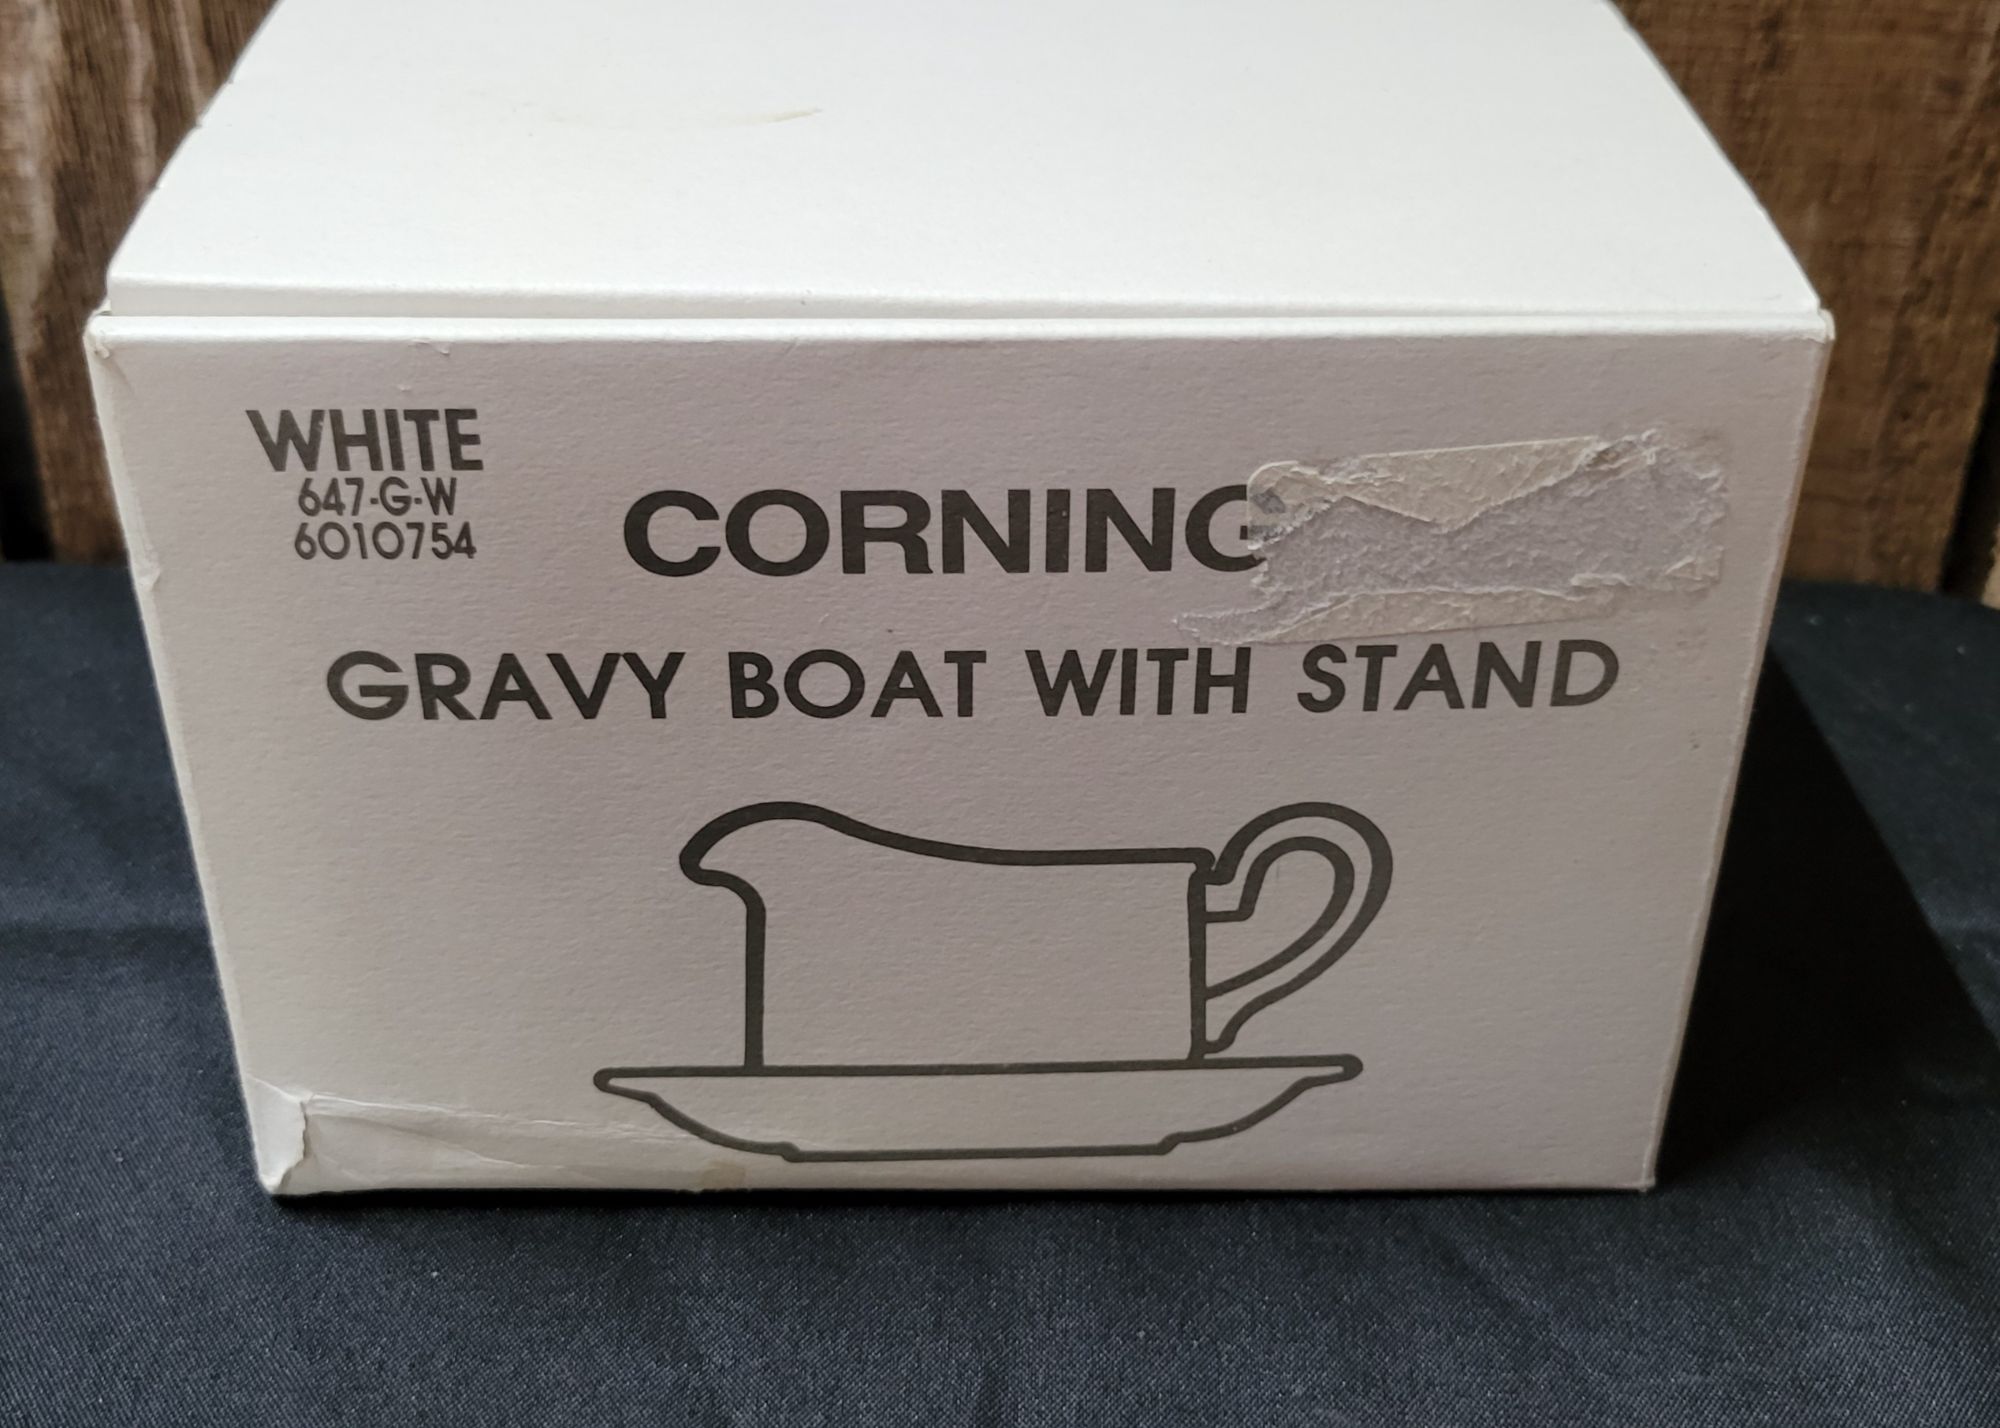 WHITE
647-G-W
6010754
CORNING
GRAVY BOAT WITH STAND